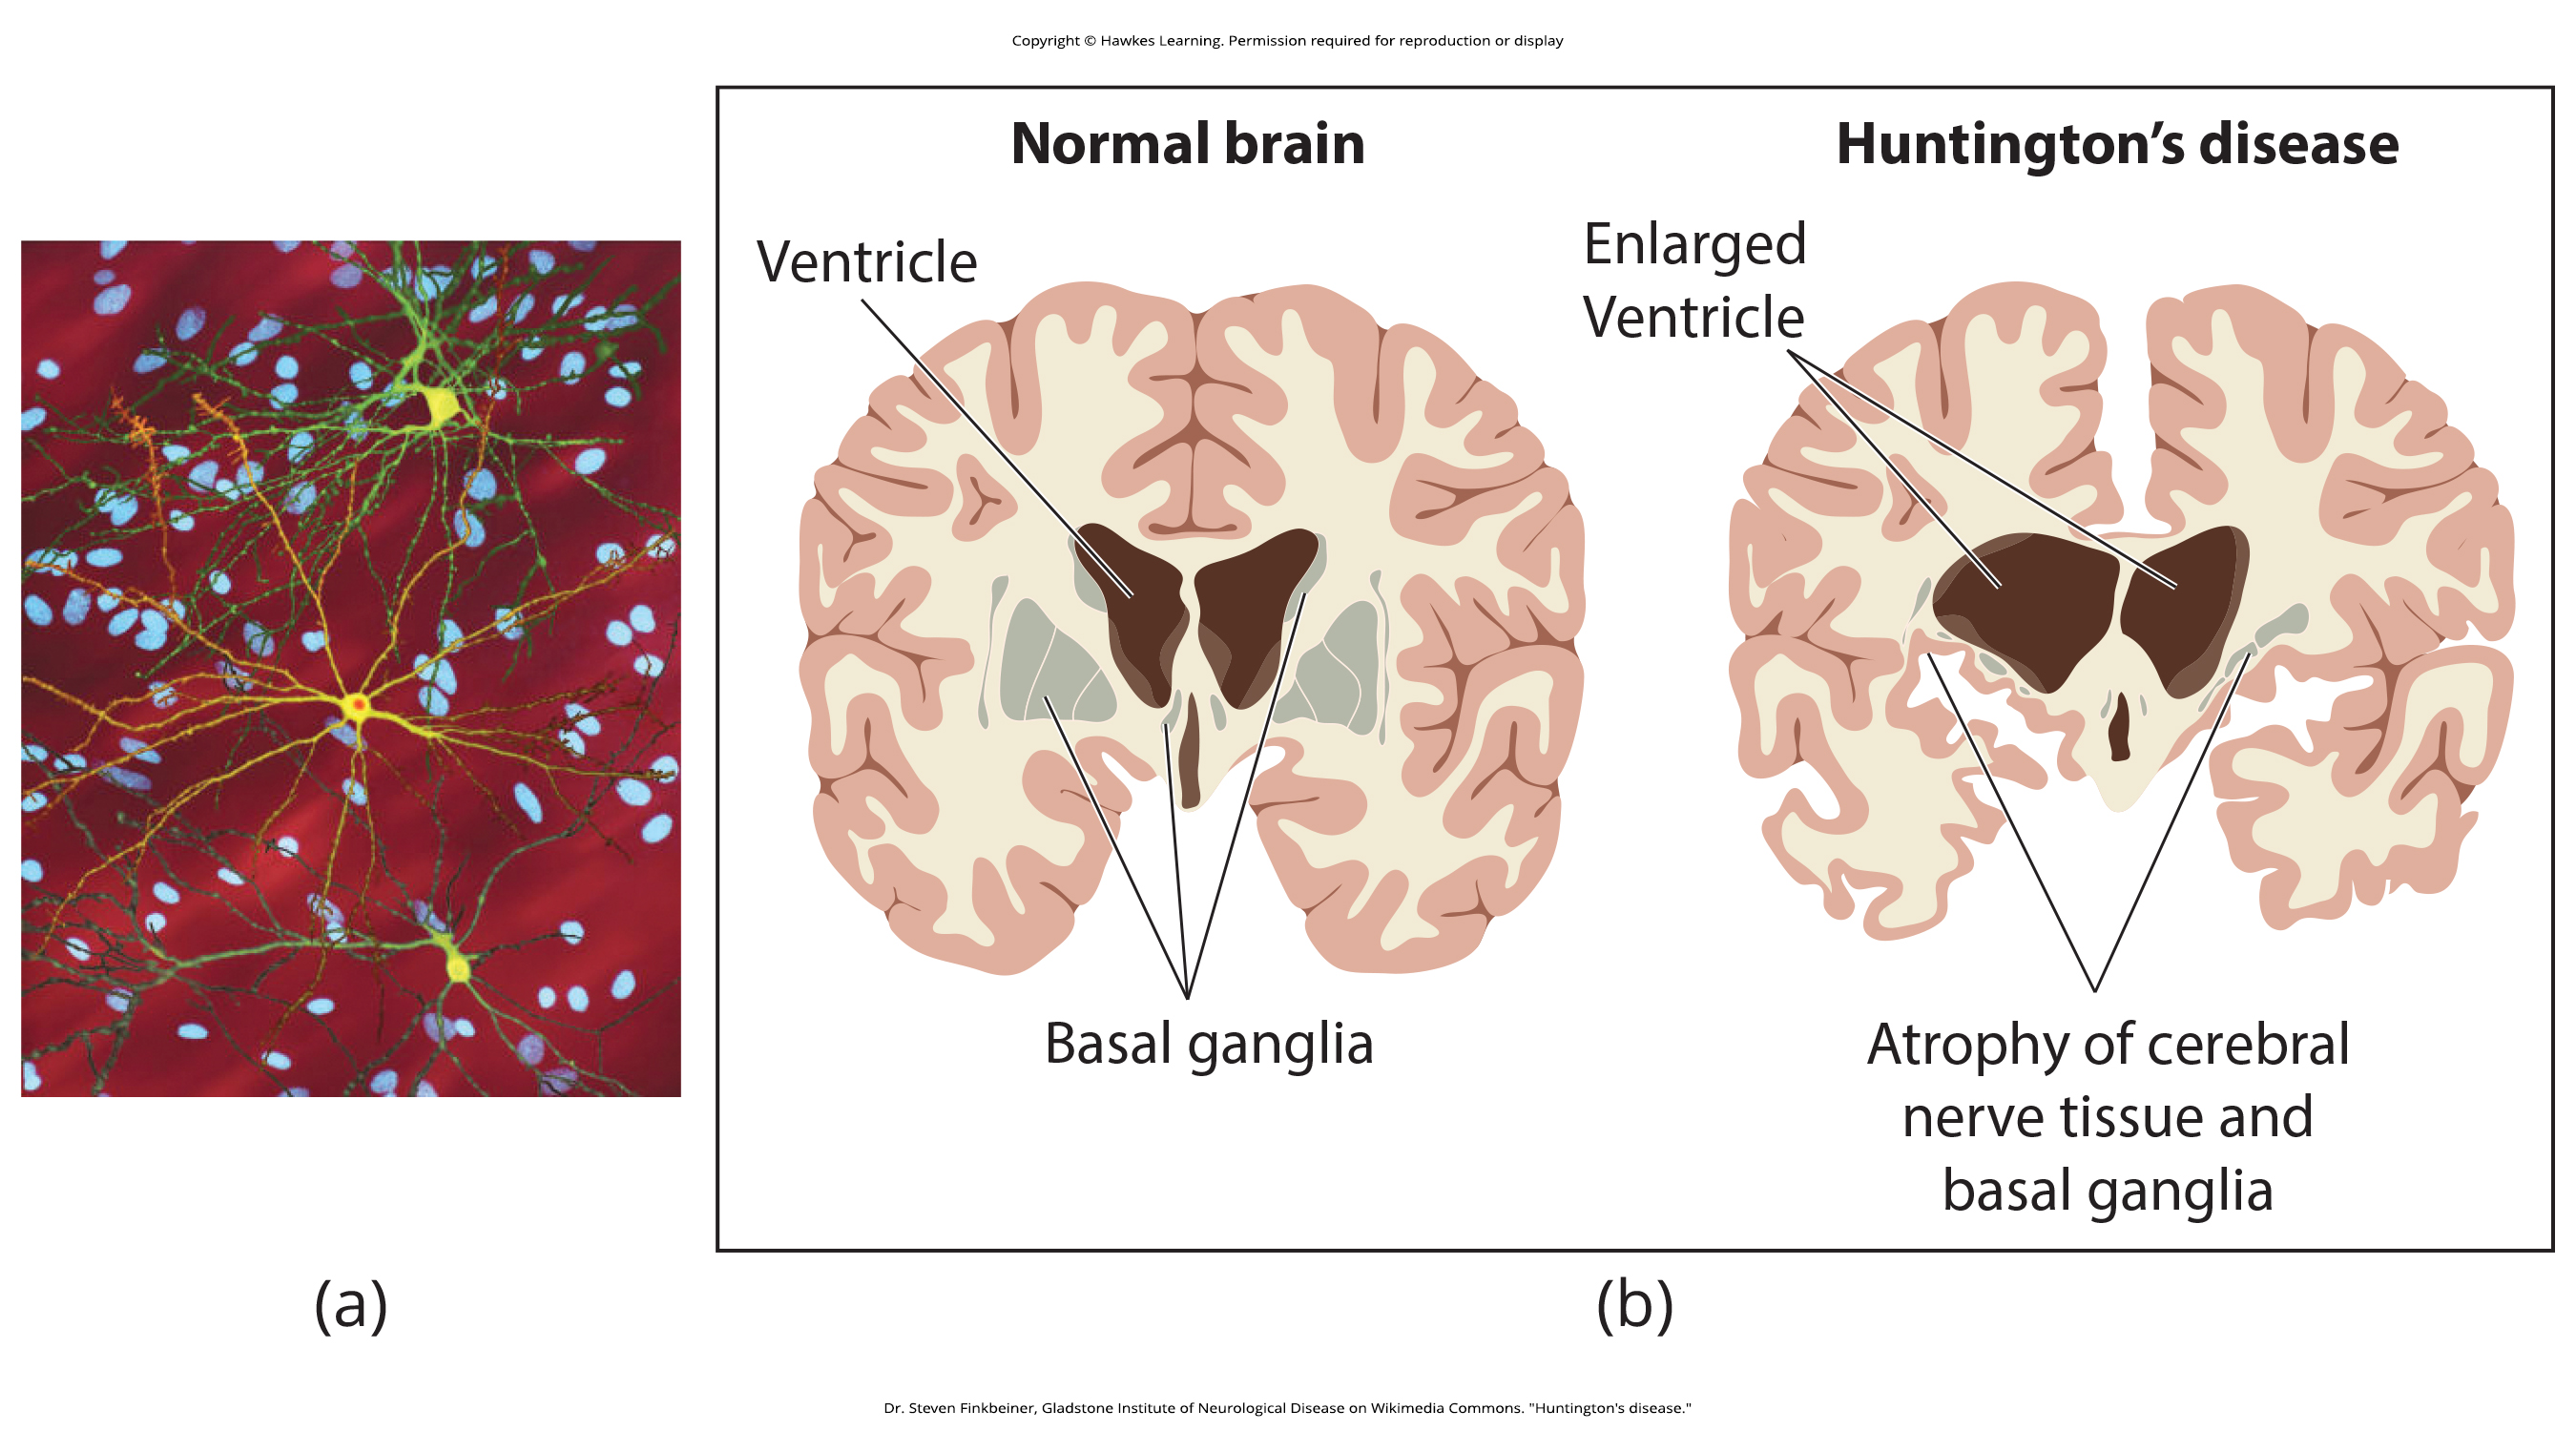 Copyright © Hawkes Learning. Permission required for reproduction or display
Normal brain
Huntington’s disease
Ventricle
Enlarged
Ventricle
Basal ganglia
Atrophy of cerebral
nerve tissue and
basal ganglia
(a)
(b)
Dr. Steven Finkbeiner, Gladstone Institute of Neurological Disease on Wikimedia Commons. "Huntington's disease."